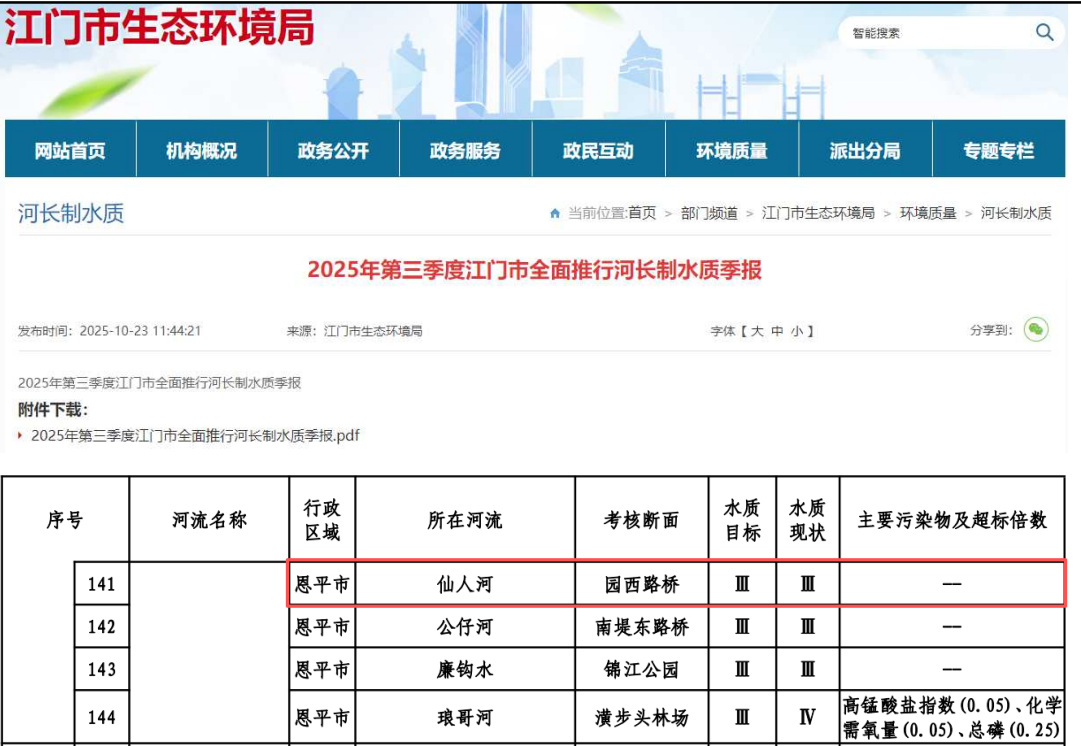 江门市生态环境局
智能搜索
网站首页 机构概况 政务公开 政务服务 政民互动 环境质量 派出分局 专题专栏
河长制水质 当前位置:首页 > 部门频道 > 江门市生态环境局 > 环境质量 > 河长制水质
2025年第三季度江门市全面推行河长制水质季报
发布时间：2025-10-23 11:44:21 来源：江门市生态环境局 字体【大 中 小】 分享到：
2025年第三季度江门市全面推行河长制水质季报
附件下载：
2025年第三季度江门市全面推行河长制水质季报.pdf
序号 河流名称 行政区域 所在河流 考核断面 水质目标 水质现状 主要污染物及超标倍数
141 恩平市 仙人河 园西路桥 Ⅲ Ⅲ ——
142 恩平市 公仔河 南堤东路桥 Ⅲ Ⅲ ——
143 恩平市 廉钩水 锦江公园 Ⅲ Ⅲ ——
144 恩平市 琅哥河 潢步头林场 Ⅲ Ⅳ 高锰酸盐指数(0.05)、化学需氧量(0.05)、总磷(0.25)